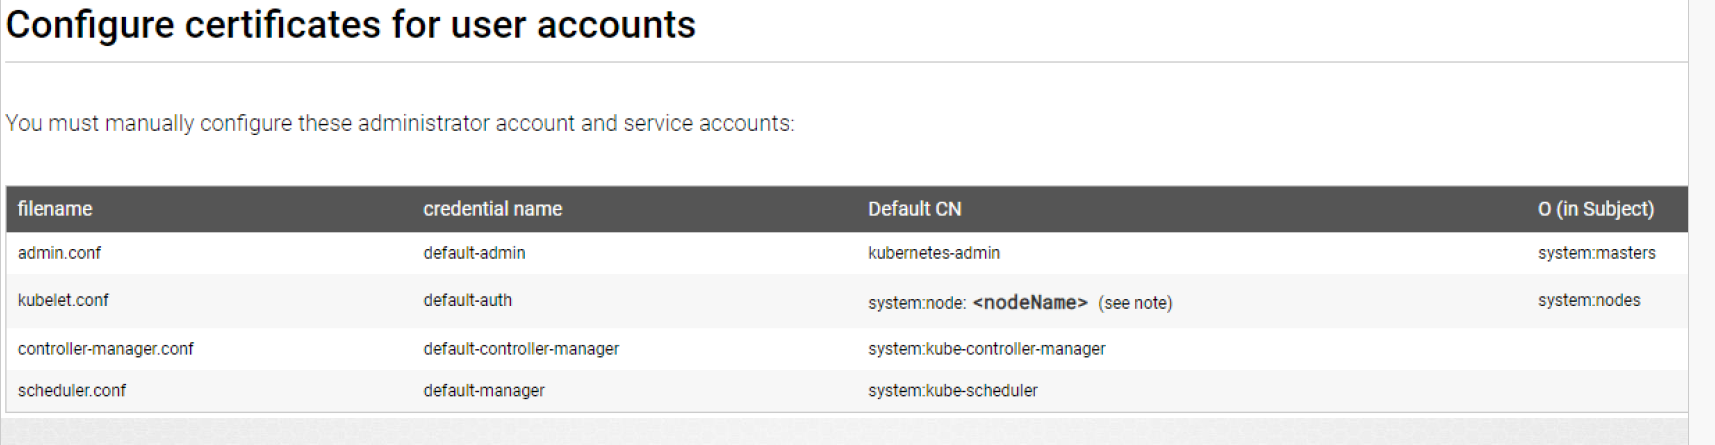 Configure certificates for user accounts
You must manually configure these administrator account and service accounts:
filename credential name Default CN O (in Subject)
admin.conf default-admin kubernetes-admin system:masters
kubelet.conf default-auth system:node: <nodeName> (see note) system:nodes
controller-manager.conf default-controller-manager system:kube-controller-manager
scheduler.conf default-manager system:kube-scheduler